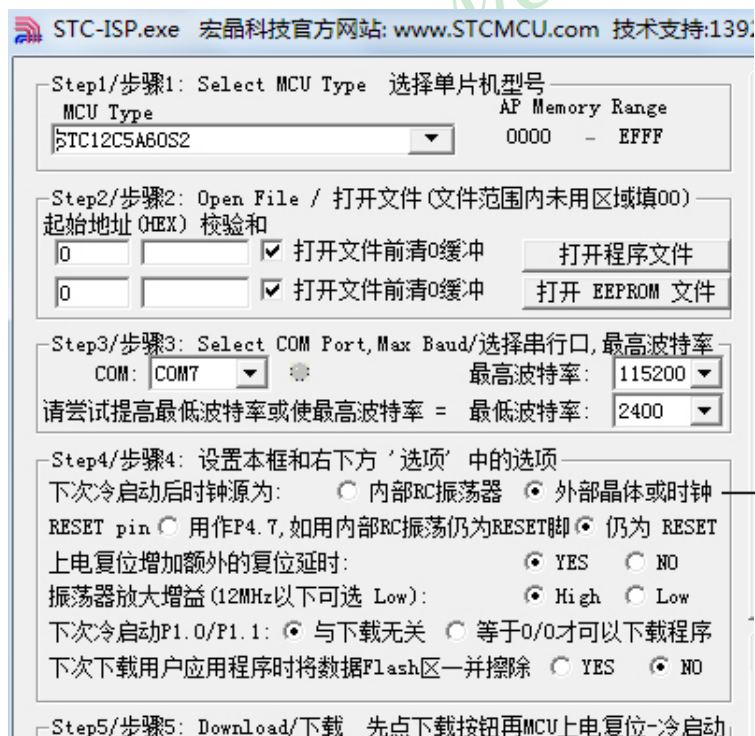 STCMCU
STC-ISP.exe 宏晶科技官方网站: www.STCMCU.com 技术支持:1392
Step1/步骤1: Select MCU Type 选择单片机型号
MCU Type AP Memory Range
STC12C5A60S2 0000 - EFFF
Step2/步骤2: Open File / 打开文件(文件范围内未用区域填00)
起始地址(HEX) 校验和
0 打开文件前清0缓冲 打开程序文件
0 打开文件前清0缓冲 打开 EEPROM 文件
Step3/步骤3: Select COM Port,Max Baud/选择串行口,最高波特率
COM: COM7 最高波特率: 115200
请尝试提高最低波特率或使最高波特率 = 最低波特率: 2400
Step4/步骤4: 设置本框和右下方 '选项' 中的选项
下次冷启动后时钟源为: 内部RC振荡器 外部晶体或时钟
RESET pin 用作P4.7,如用内部RC振荡仍为RESET脚 仍为 RESET
上电复位增加额外的复位延时: YES NO
振荡器放大增益(12MHz以下可选 Low): High Low
下次冷启动P1.0/P1.1: 与下载无关 等于0/0才可以下载程序
下次下载用户应用程序时将数据Flash区一并擦除 YES NO
Step5/步骤5: Download/下载 先点下载按钮再MCU上电复位-冷启动